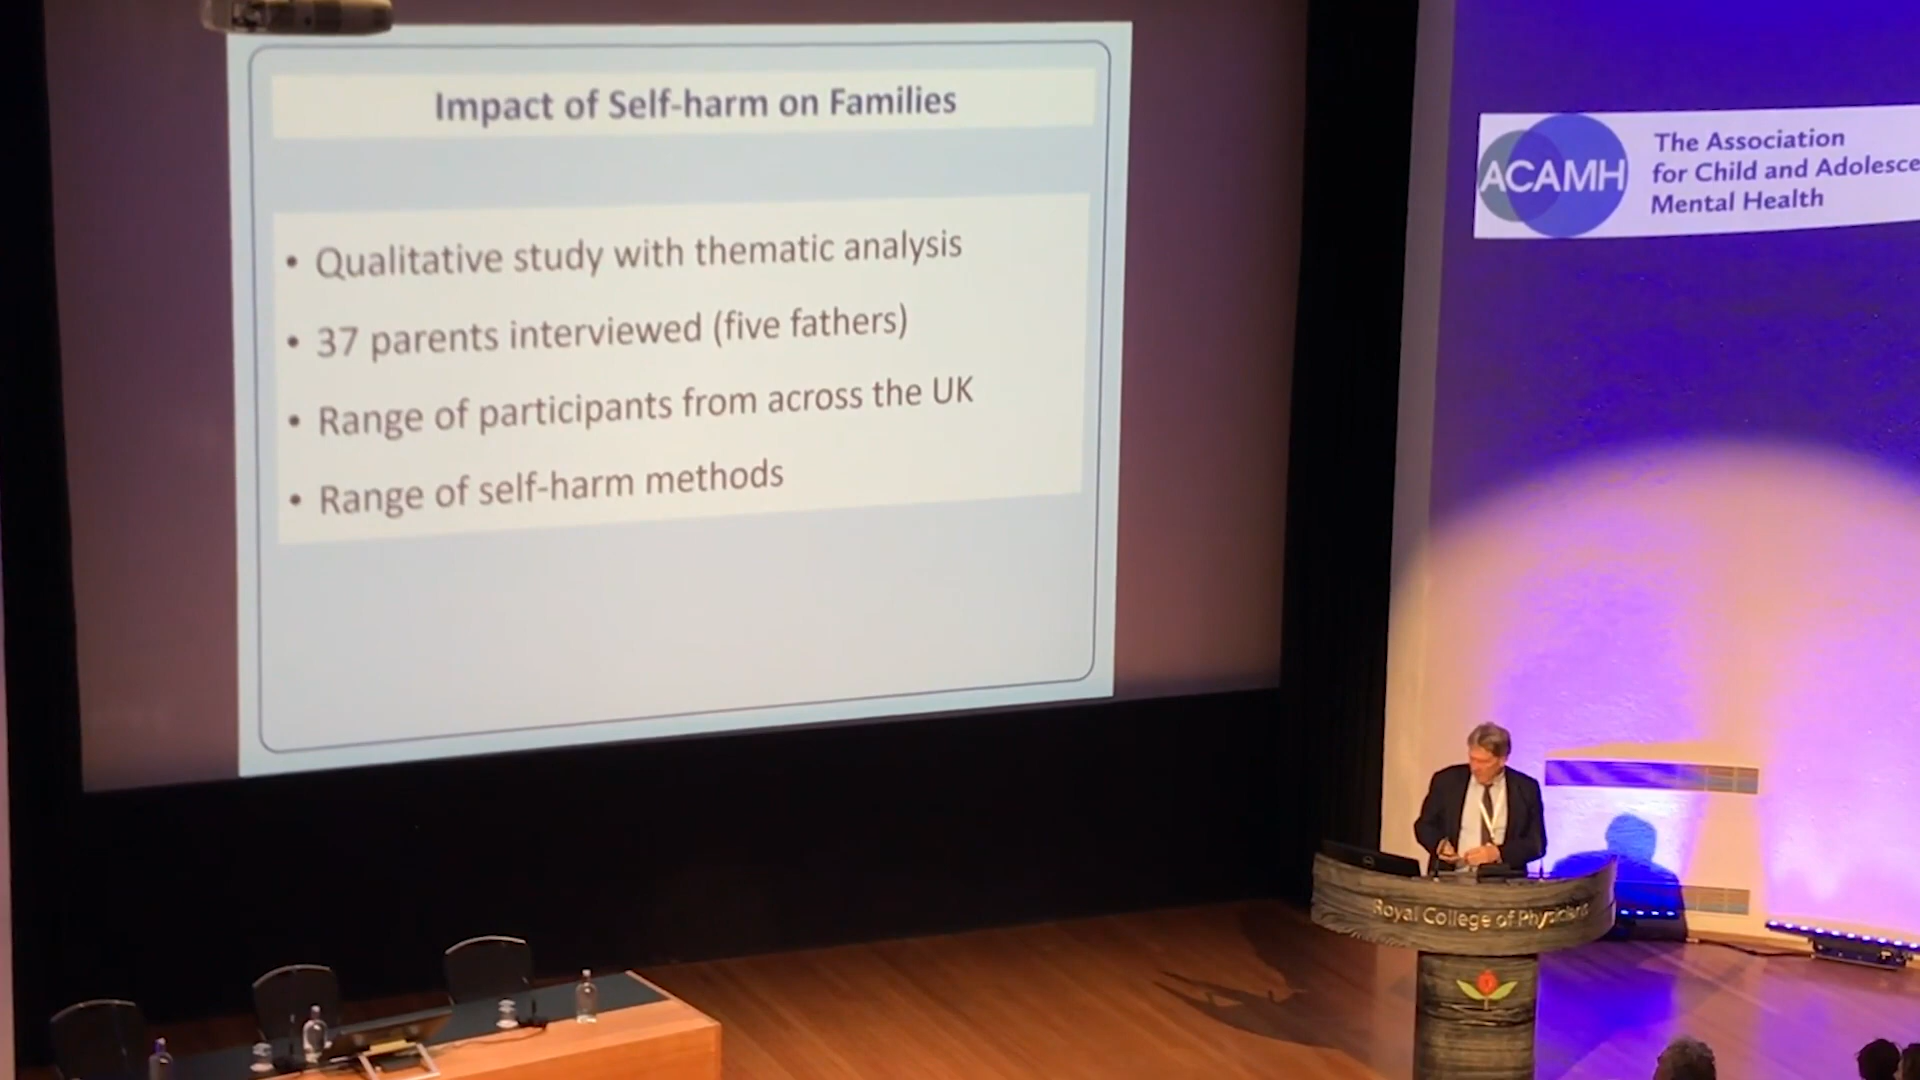 Impact of Self-harm on Families
• Qualitative study with thematic analysis
• 37 parents interviewed (five fathers)
• Range of participants from across the UK
• Range of self-harm methods
ACAMH
The Association
for Child and Adolesce
Mental Health
Royal College of Physicians